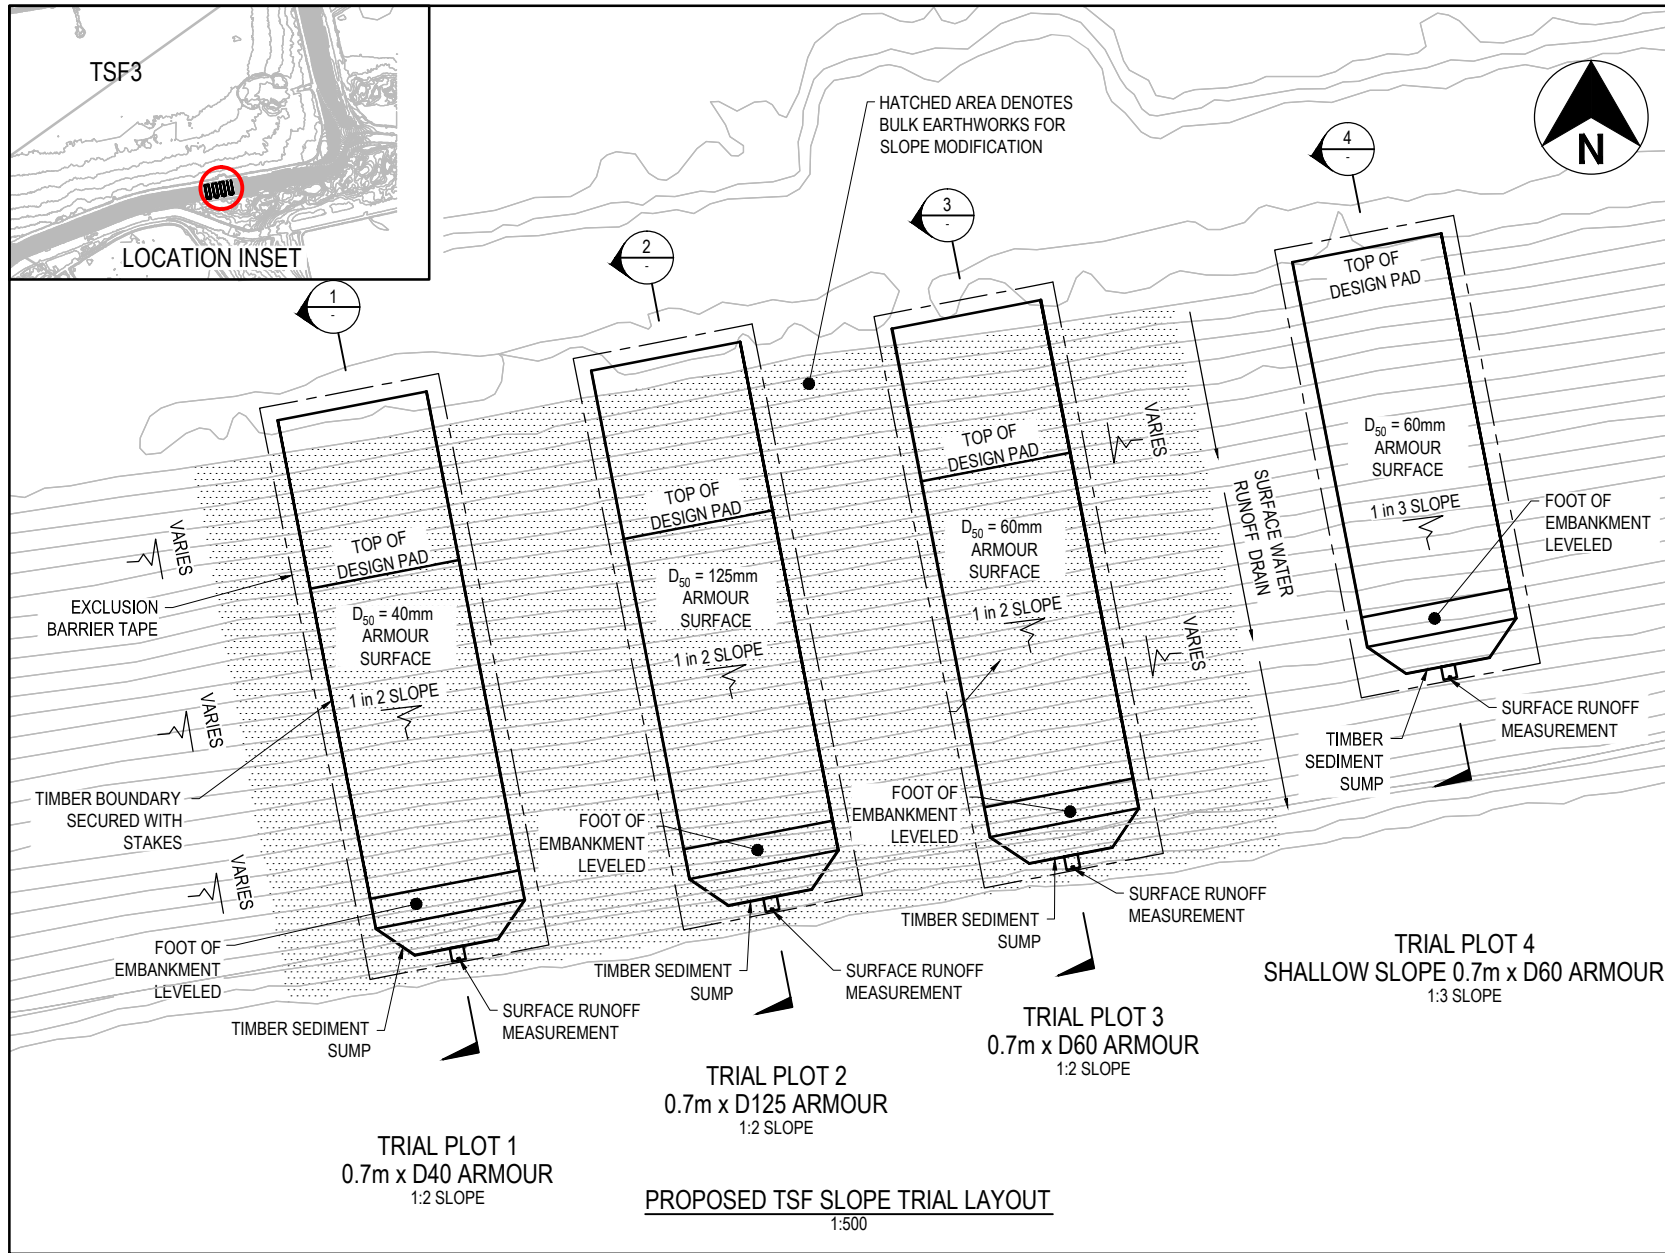 TSF3
LOCATION INSET
HATCHED AREA DENOTES
BULK EARTHWORKS FOR
SLOPE MODIFICATION
N
1
-
2
-
3
-
4
-
TOP OF
DESIGN PAD
D50 = 40mm
ARMOUR
SURFACE
1 in 2 SLOPE
TOP OF
DESIGN PAD
D50 = 125mm
ARMOUR
SURFACE
1 in 2 SLOPE
TOP OF
DESIGN PAD
D50 = 60mm
ARMOUR
SURFACE
1 in 2 SLOPE
TOP OF
DESIGN PAD
D50 = 60mm
ARMOUR
SURFACE
1 in 3 SLOPE
VARIES
VARIES
VARIES
VARIES
VARIES
SURFACE WATER
RUNOFF DRAIN
EXCLUSION
BARRIER TAPE
TIMBER BOUNDARY
SECURED WITH
STAKES
FOOT OF
EMBANKMENT
LEVELED
TIMBER SEDIMENT
SUMP
SURFACE RUNOFF
MEASUREMENT
FOOT OF
EMBANKMENT
LEVELED
TIMBER SEDIMENT
SUMP
SURFACE RUNOFF
MEASUREMENT
FOOT OF
EMBANKMENT
LEVELED
TIMBER SEDIMENT
SUMP
SURFACE RUNOFF
MEASUREMENT
FOOT OF
EMBANKMENT
LEVELED
TIMBER
SEDIMENT
SUMP
SURFACE RUNOFF
MEASUREMENT
TRIAL PLOT 1
0.7m x D40 ARMOUR
1:2 SLOPE
TRIAL PLOT 2
0.7m x D125 ARMOUR
1:2 SLOPE
TRIAL PLOT 3
0.7m x D60 ARMOUR
1:2 SLOPE
TRIAL PLOT 4
SHALLOW SLOPE 0.7m x D60 ARMOUR
1:3 SLOPE
PROPOSED TSF SLOPE TRIAL LAYOUT
1:500